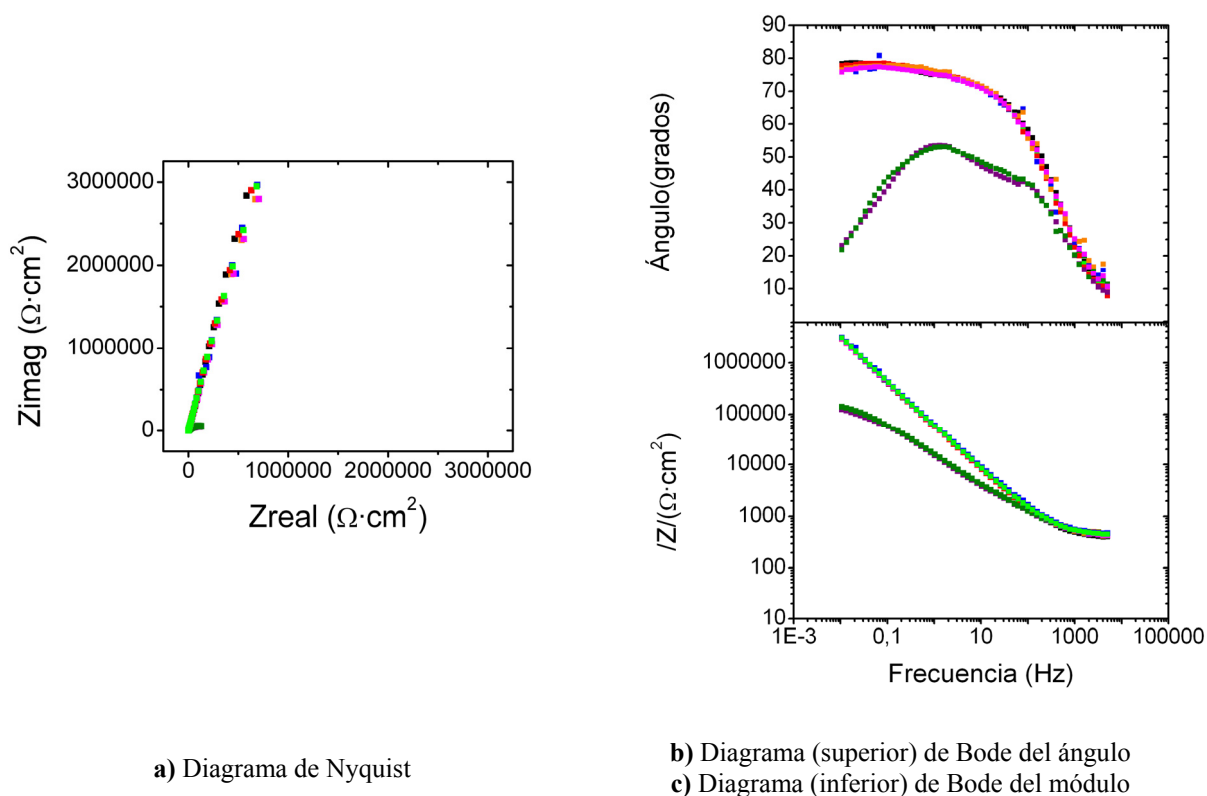 3000000
2000000
1000000
0
Zimag (Ω·cm²)
0 1000000 2000000 3000000
Zreal (Ω·cm²)
90
80
70
60
50
40
30
20
10
Ángulo(grados)
1000000
100000
10000
1000
100
10
/Z/(Ω·cm²)
1E-3 0,1 10 1000 100000
Frecuencia (Hz)
a) Diagrama de Nyquist
b) Diagrama (superior) de Bode del ángulo
c) Diagrama (inferior) de Bode del módulo